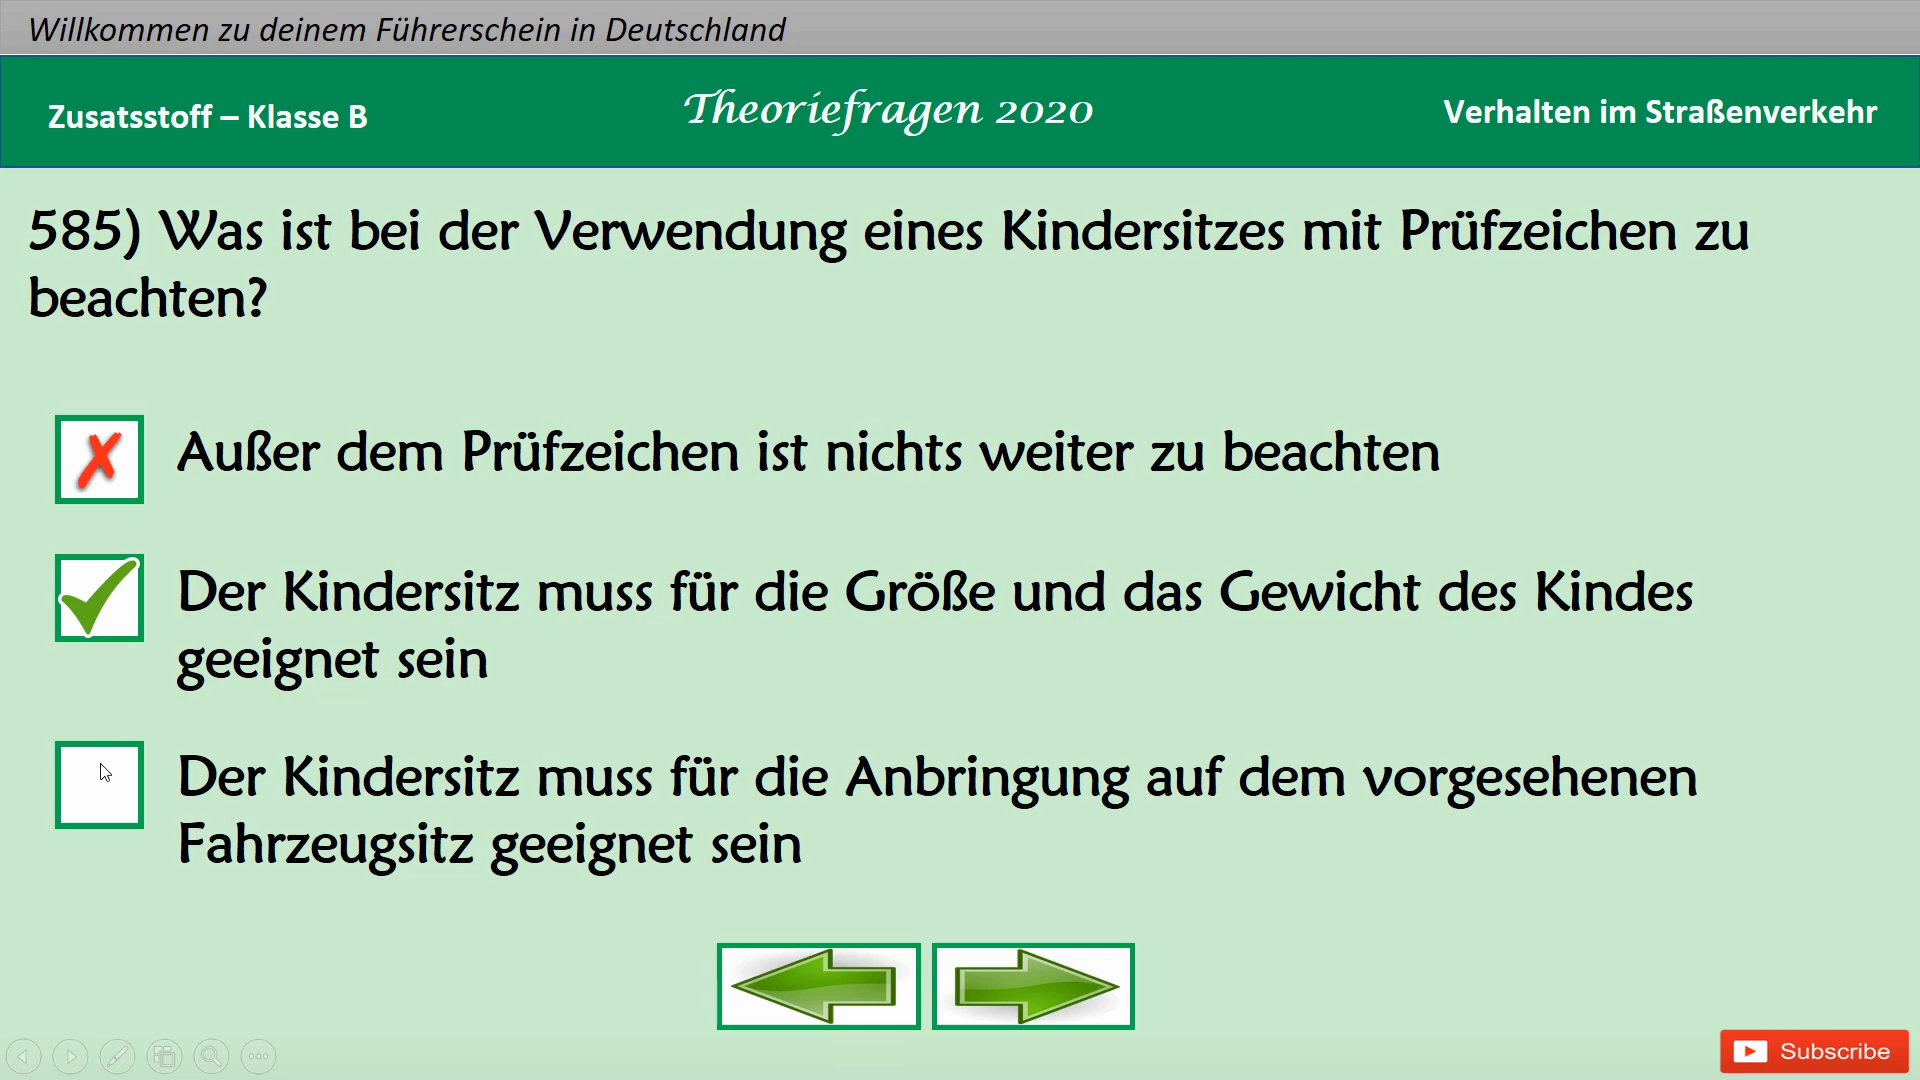 Willkommen zu deinem Führerschein in Deutschland
Zusatsstoff – Klasse B
Theoriefragen 2020
Verhalten im Straßenverkehr
585) Was ist bei der Verwendung eines Kindersitzes mit Prüfzeichen zu
beachten?
Außer dem Prüfzeichen ist nichts weiter zu beachten
Der Kindersitz muss für die Größe und das Gewicht des Kindes
geeignet sein
Der Kindersitz muss für die Anbringung auf dem vorgesehenen
Fahrzeugsitz geeignet sein
Subscribe